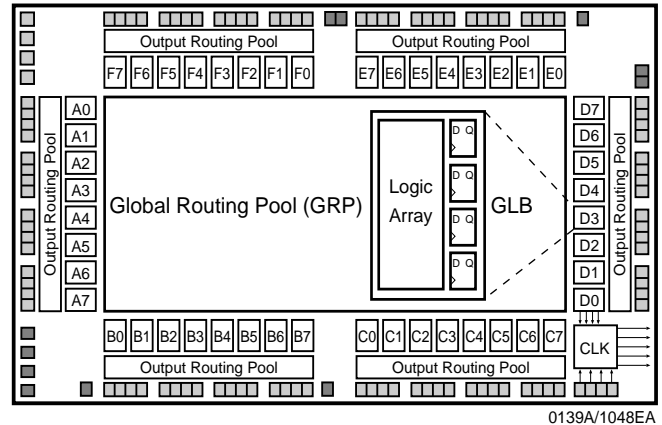 Output Routing Pool
Output Routing Pool
F7 F6 F5 F4 F3 F2 F1 F0
E7 E6 E5 E4 E3 E2 E1 E0
Output Routing Pool
A0
A1
A2
A3
A4
A5
A6
A7
Global Routing Pool (GRP)
Logic
Array
D Q
D Q
D Q
D Q
GLB
D7
D6
D5
D4
D3
D2
D1
D0
Output Routing Pool
B0 B1 B2 B3 B4 B5 B6 B7
C0 C1 C2 C3 C4 C5 C6 C7
CLK
Output Routing Pool
Output Routing Pool
0139A/1048EA